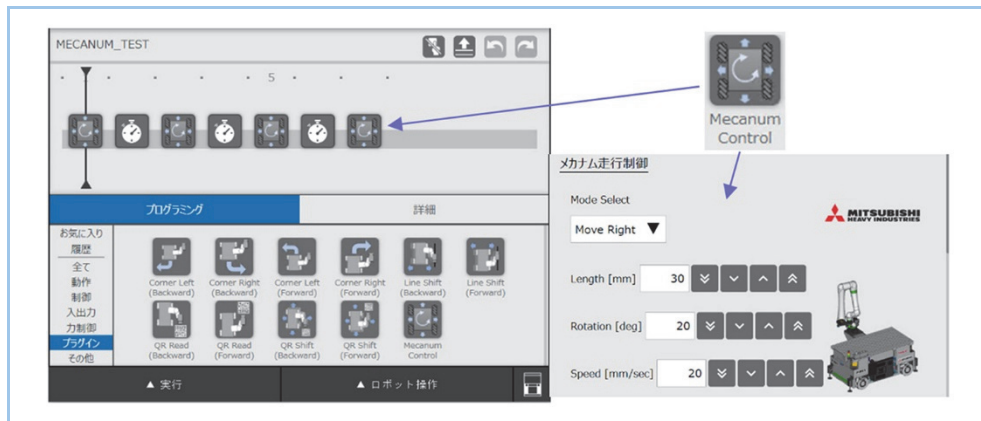 MECANUM_TEST
5
Mecanum
Control
プログラミング
詳細
お気に入り
履歴
全て
動作
制御
入出力
力制御
プラグイン
その他
Corner Left
(Backward)
Corner Right
(Backward)
Corner Left
(Forward)
Corner Right
(Forward)
Line Shift
(Backward)
Line Shift
(Forward)
QR Read
(Backward)
QR Read
(Forward)
QR Shift
(Backward)
QR Shift
(Forward)
Mecanum
Control
▲ 実行
▲ ロボット操作
メカナム走行制御
Mode Select
Move Right ▼
MITSUBISHI
HEAVY INDUSTRIES
Length [mm] 30
Rotation [deg] 20
Speed [mm/sec] 20